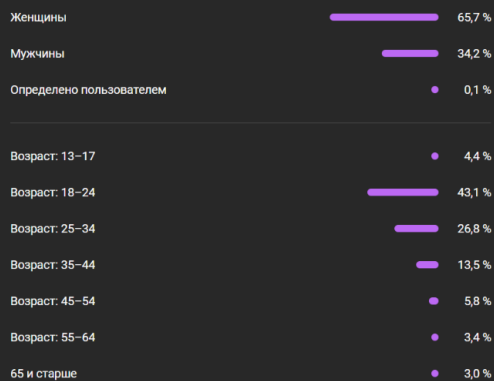 Женщины 65,7 %
Мужчины 34,2 %
Определено пользователем 0,1 %
Возраст: 13–17 4,4 %
Возраст: 18–24 43,1 %
Возраст: 25–34 26,8 %
Возраст: 35–44 13,5 %
Возраст: 45–54 5,8 %
Возраст: 55–64 3,4 %
65 и старше 3,0 %